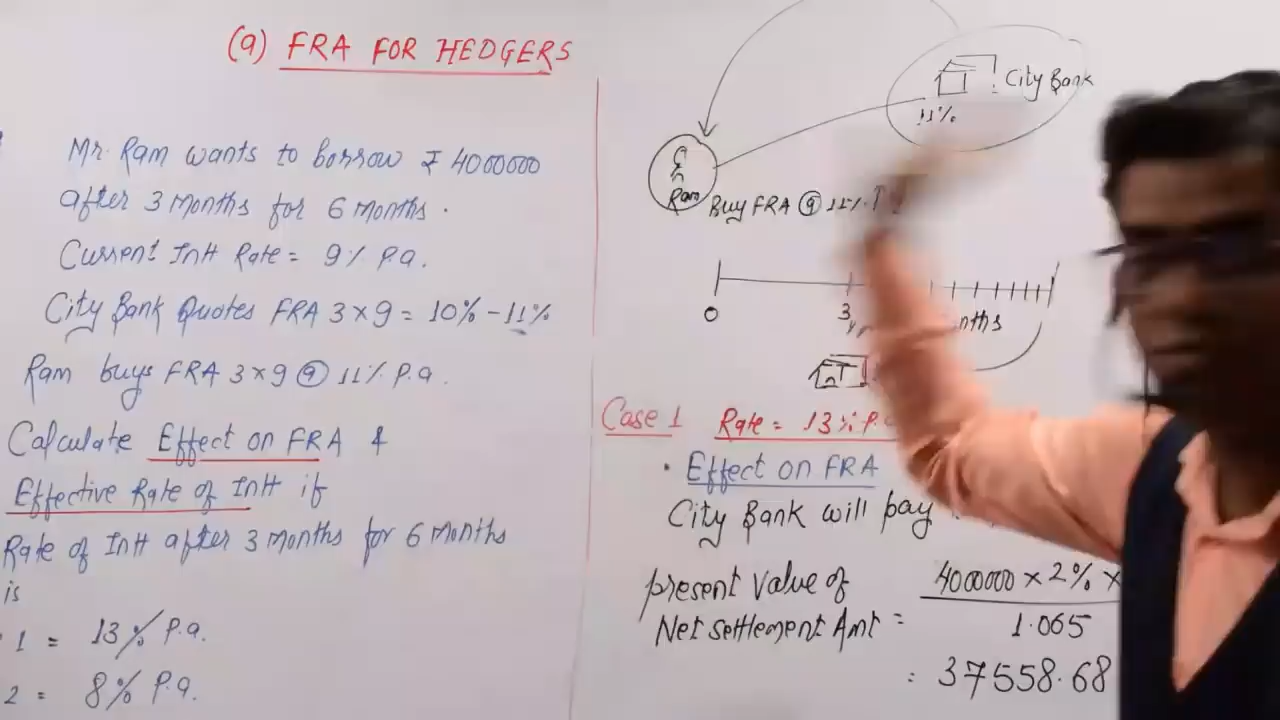 (a) FRA FOR HEDGERS
Mr. Ram wants to borrow ₹ 4000000
after 3 Months for 6 Months.
Current Intt Rate = 9% P.a.
City Bank Quotes FRA 3×9 = 10% - 11%
Ram buys FRA 3×9 @ 11% P.a.
Calculate Effect on FRA &
Effective Rate of Intt if
Rate of Intt after 3 Months for 6 Months
is
1 = 13% P.a.
2 = 8% P.a.
City Bank
11%
Ram
Buy FRA @ 11%
0
3
nths
Case 1 Rate = 13% P.a
• Effect on FRA
City Bank will pay
present value of
Net settlement Amt =
4000000 × 2% ×
1.065
= 37558.68